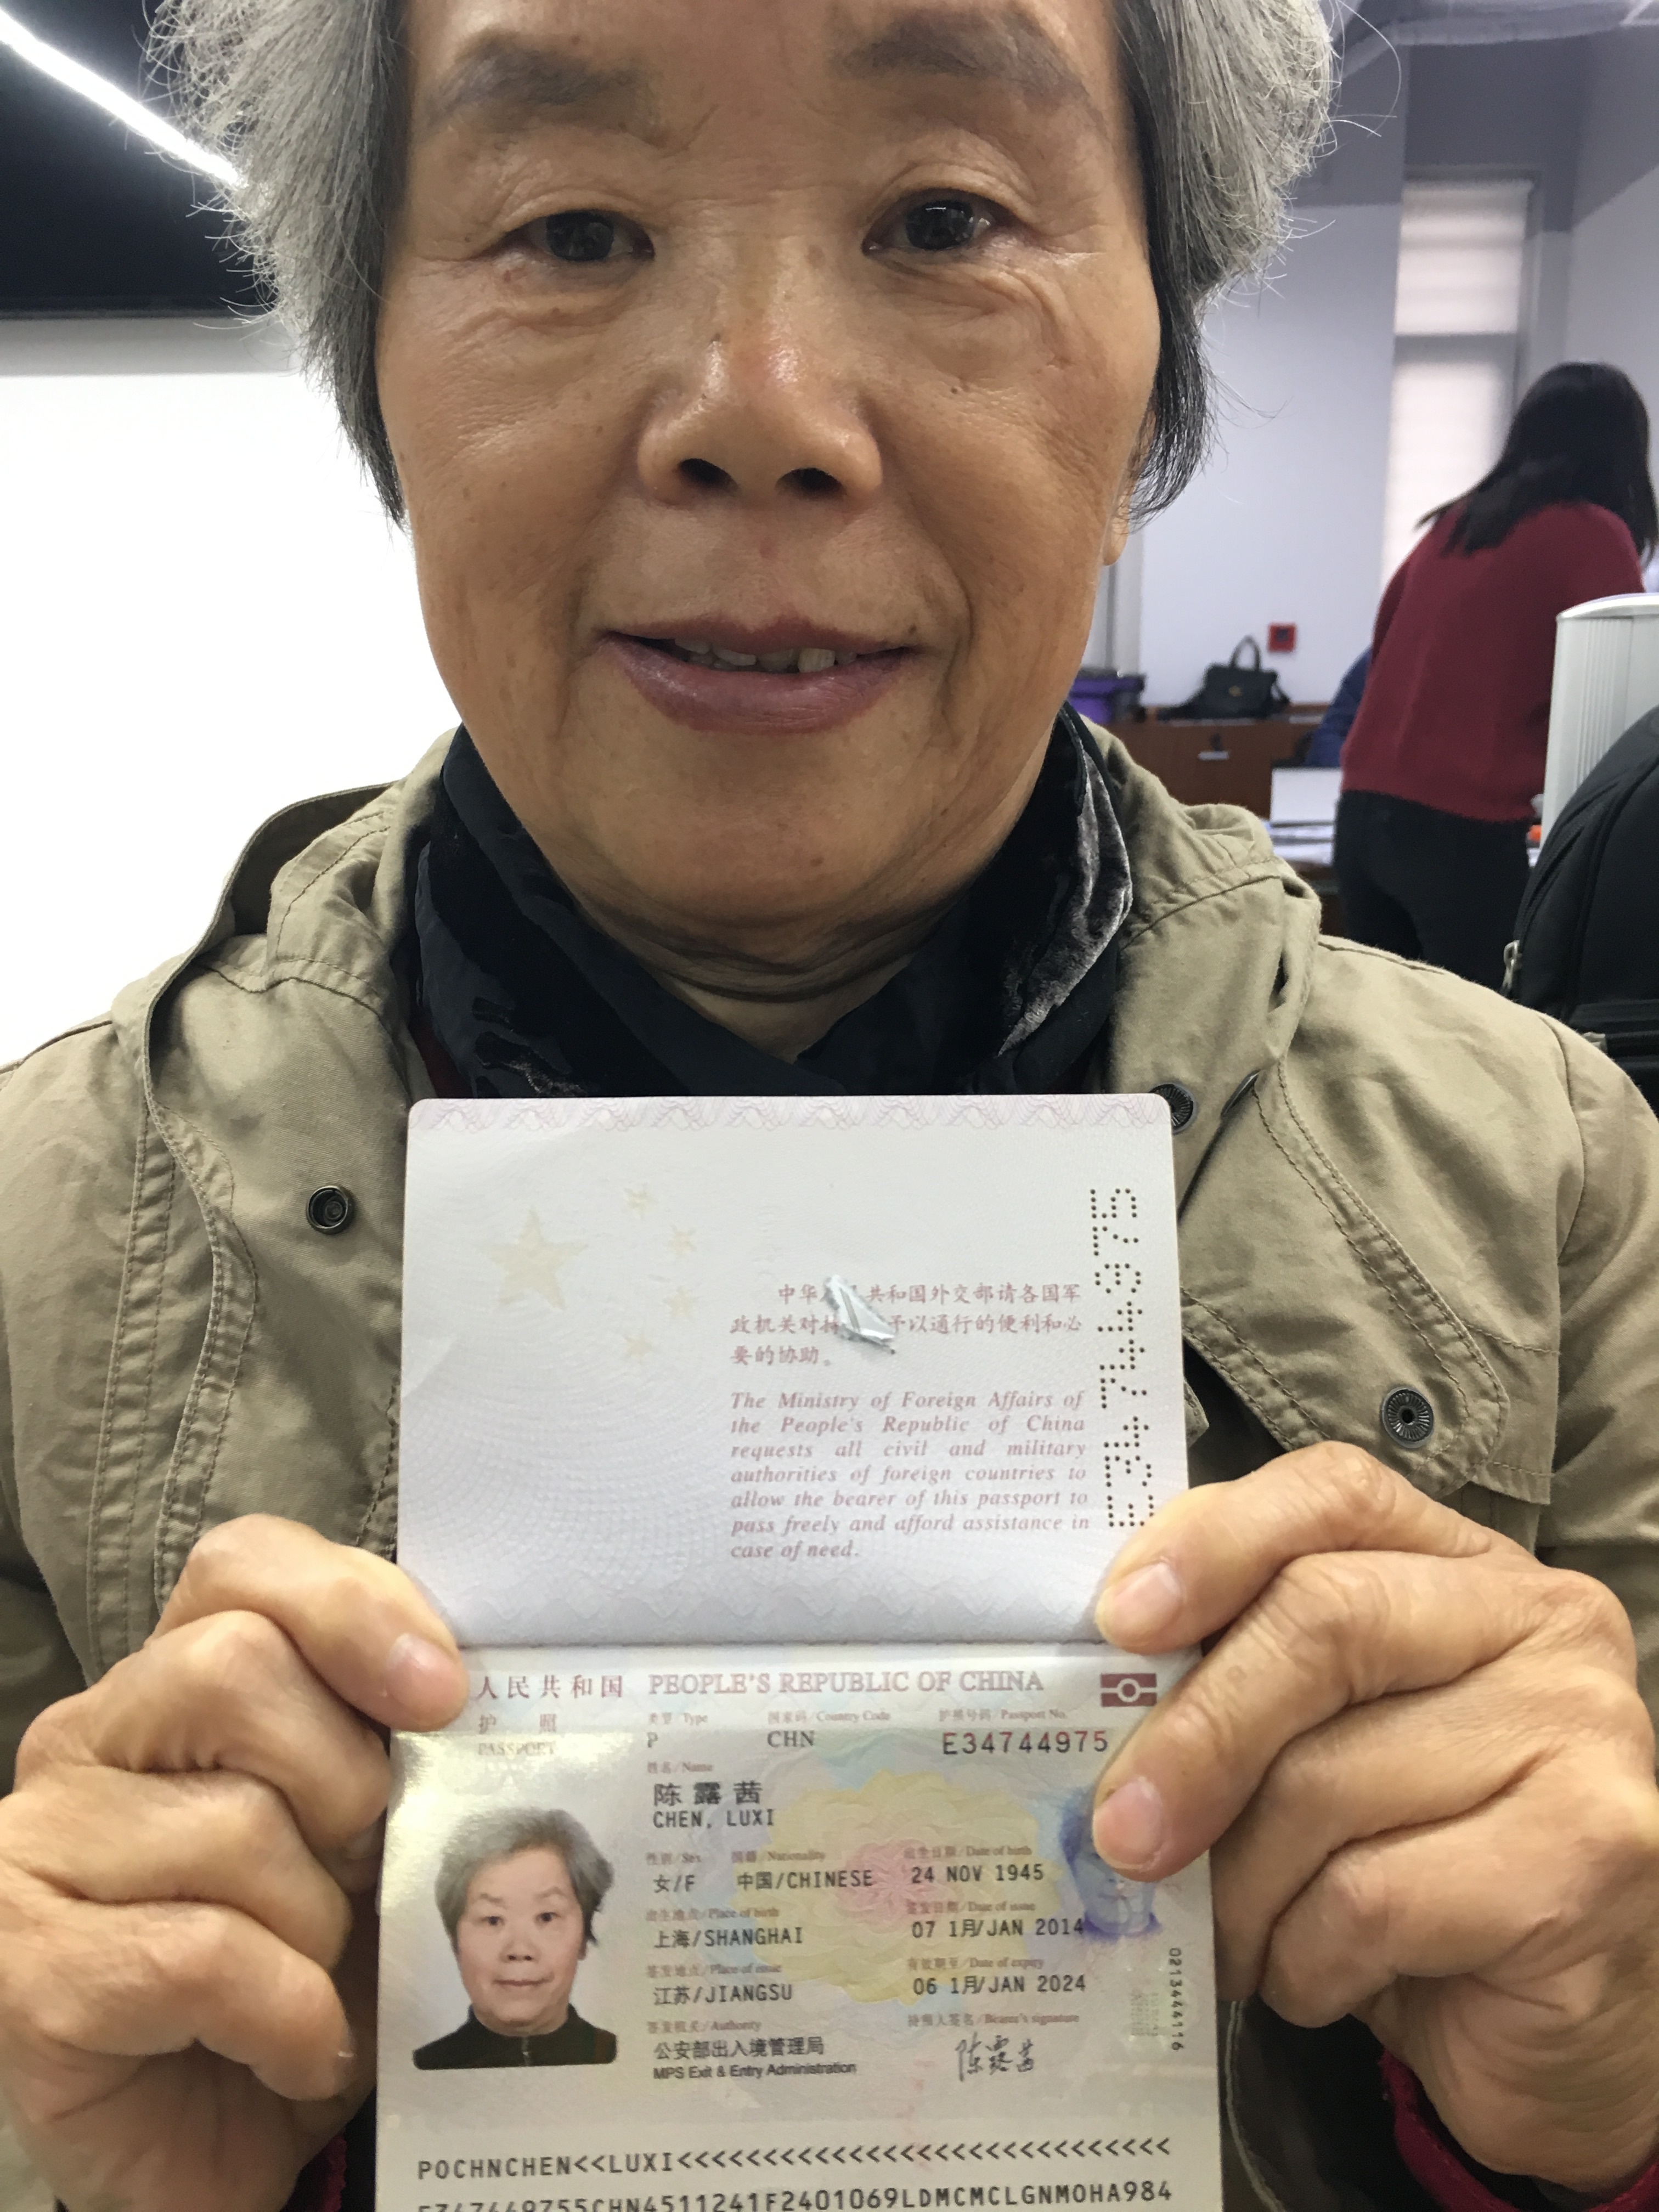 中华 共和国外交部请各国军
政机关对持 予以通行的便利和必
要的协助。
The Ministry of Foreign Affairs of
the People's Republic of China
requests all civil and military
authorities of foreign countries to
allow the bearer of this passport to
pass freely and afford assistance in
case of need.
E34744975
人民共和国 PEOPLE'S REPUBLIC OF CHINA
护 照
PASSPORT
类型/Type 国家码/Country Code 护照号码/Passport No.
P CHN E34744975
姓名/Name
陈露茜
CHEN, LUXI
性别/Sex 国籍/Nationality 出生日期/Date of birth
女/F 中国/CHINESE 24 NOV 1945
出生地点/Place of birth 签发日期/Date of issue
上海/SHANGHAI 07 1月/JAN 2014
签发地点/Place of issue 有效期至/Date of expiry
江苏/JIANGSU 06 1月/JAN 2024
签发机关/Authority 持照人签名/Bearer's signature
公安部出入境管理局
MPS Exit & Entry Administration
陈露茜
0213444116
POCHNCHEN<<LUXI<<<<<<<<<<<<<<<<<<<<<<<<<<<<<
E347449755CHN4511241F2401069LDMCMCLGNMOHA984